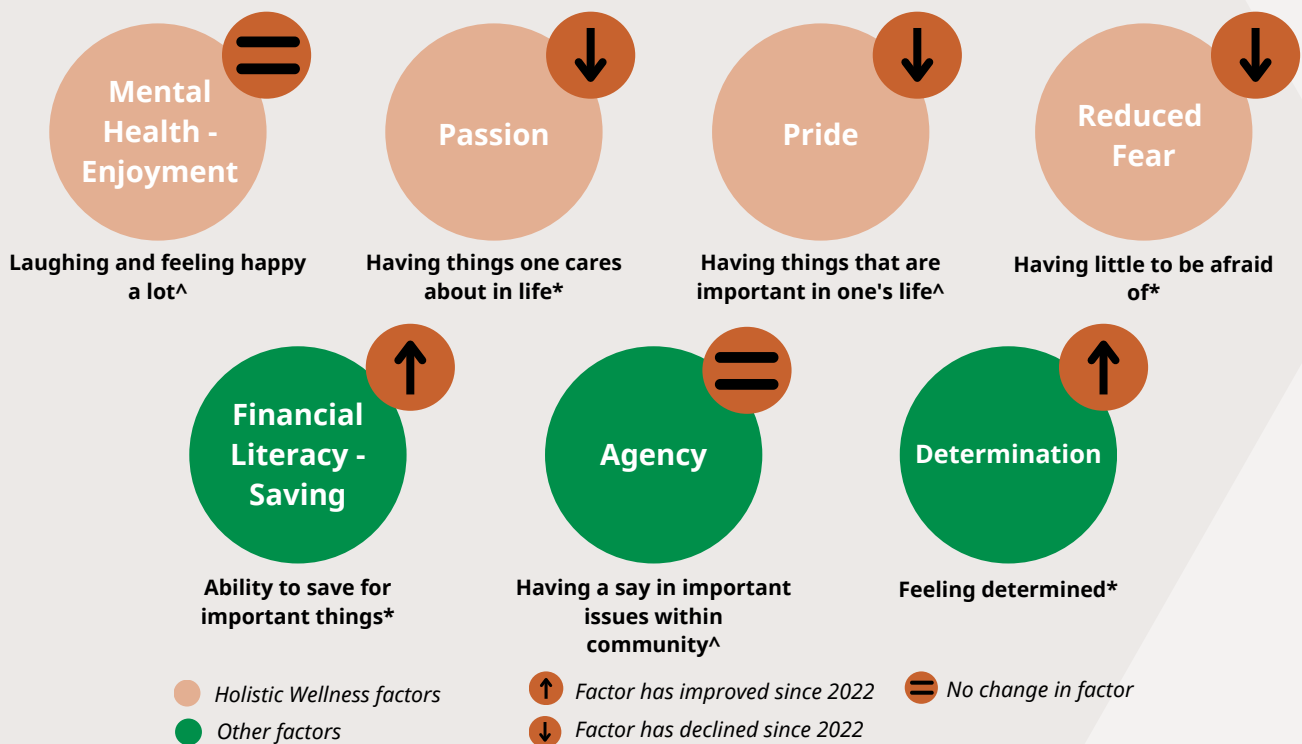 Mental
Health -
Enjoyment
Passion
Pride
Reduced
Fear
Laughing and feeling happy
a lot^
Having things one cares
about in life*
Having things that are
important in one's life^
Having little to be afraid
of*
Financial
Literacy -
Saving
Agency
Determination
Ability to save for
important things*
Having a say in important
issues within
community^
Feeling determined*
Holistic Wellness factors
Factor has improved since 2022
No change in factor
Other factors
Factor has declined since 2022